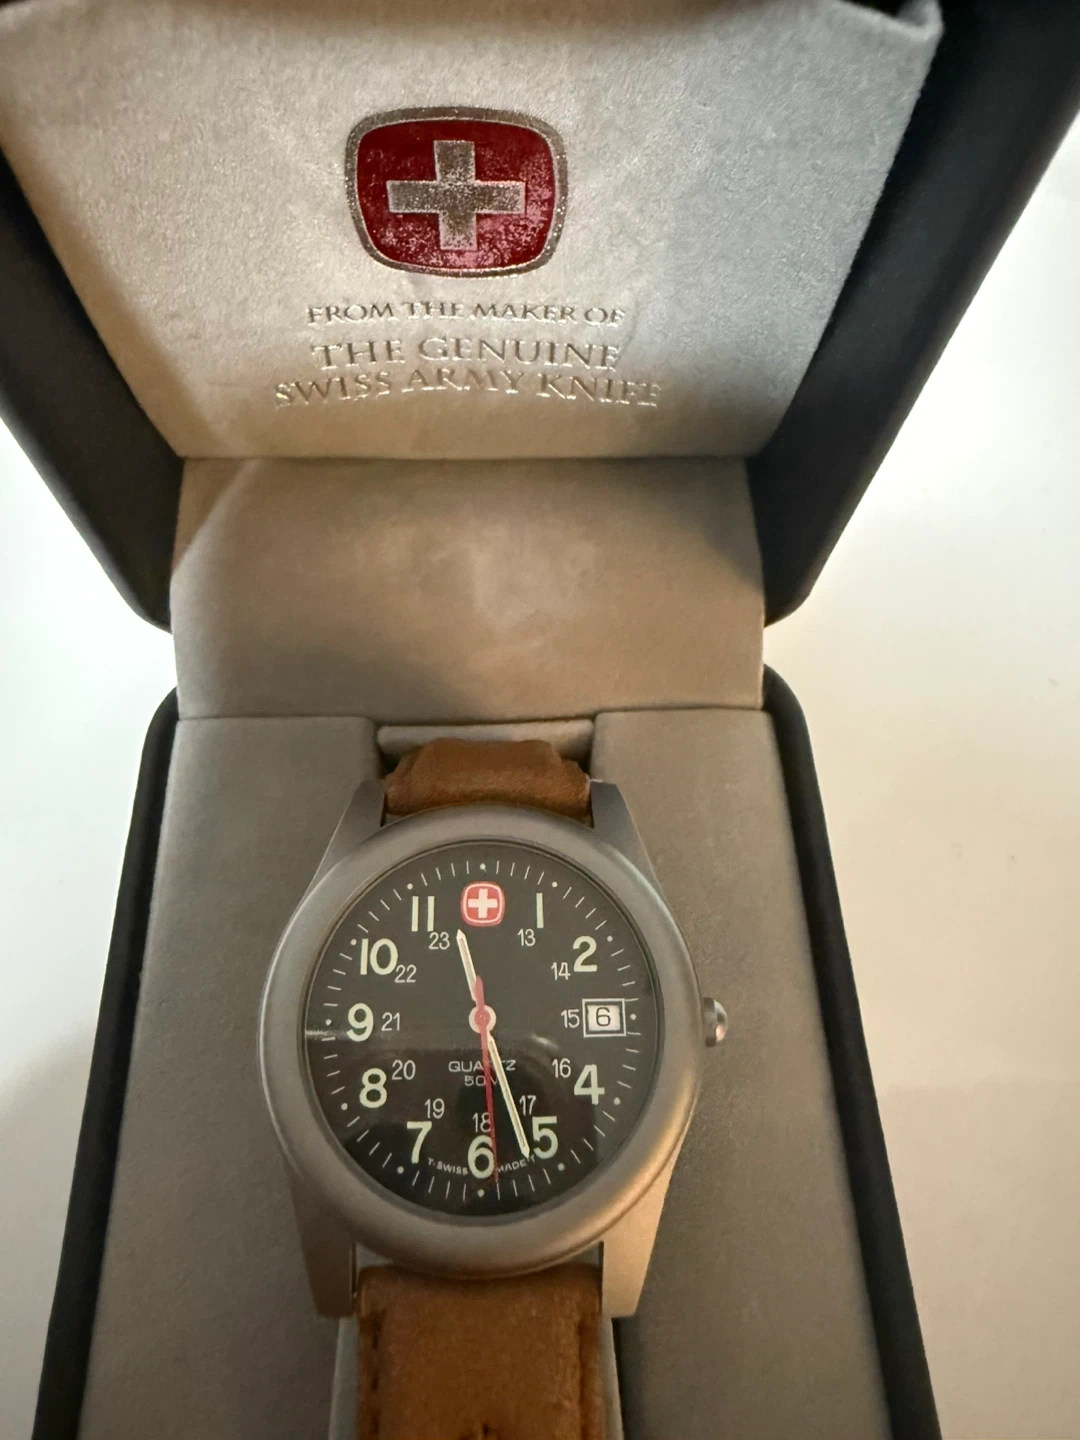 FROM THE MAKER OF
THE GENUINE
SWISS ARMY KNIFE
11 1
23 13
10 2
22 14
9 21 15 6
QUARTZ
50M
8 20 16 4
19 17
18
7 6 5
T·SWISS MADE·T